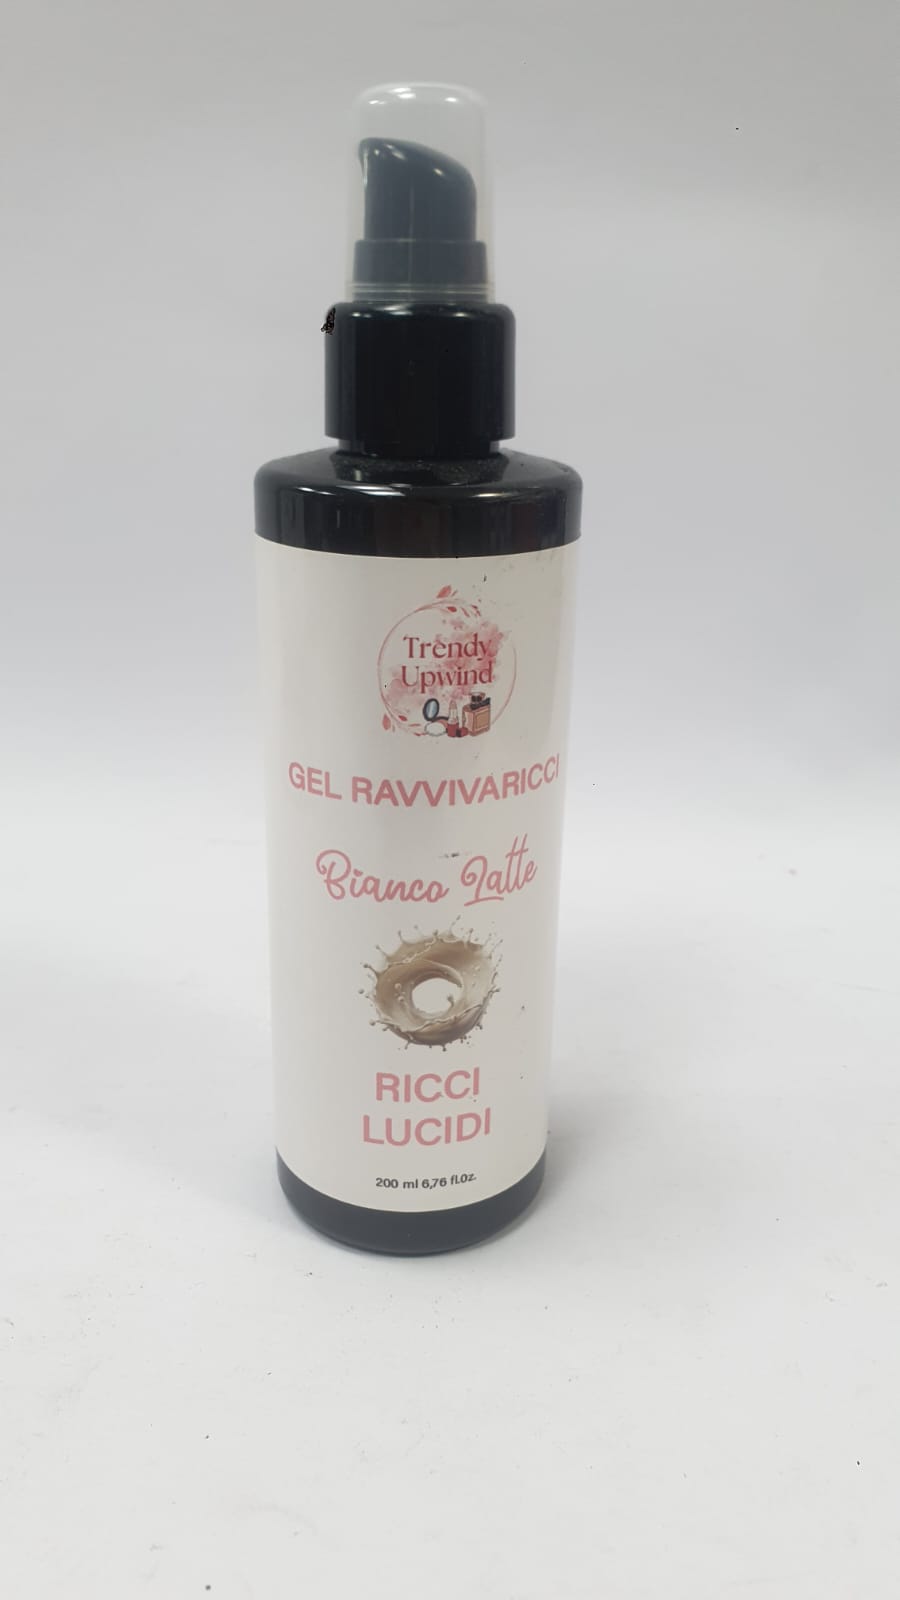 Trendy
Upwind
GEL RAVVIVARICCI
Bianco Latte
RICCI
LUCIDI
200 ml 6,76 fl.Oz.